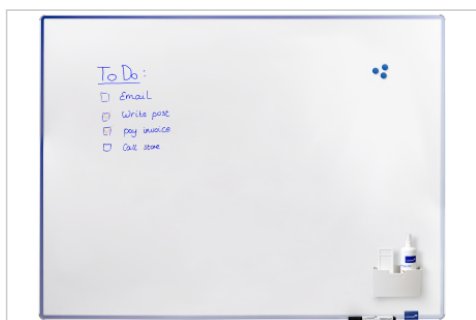 To Do:
Email
Write post
pay invoice
Call store